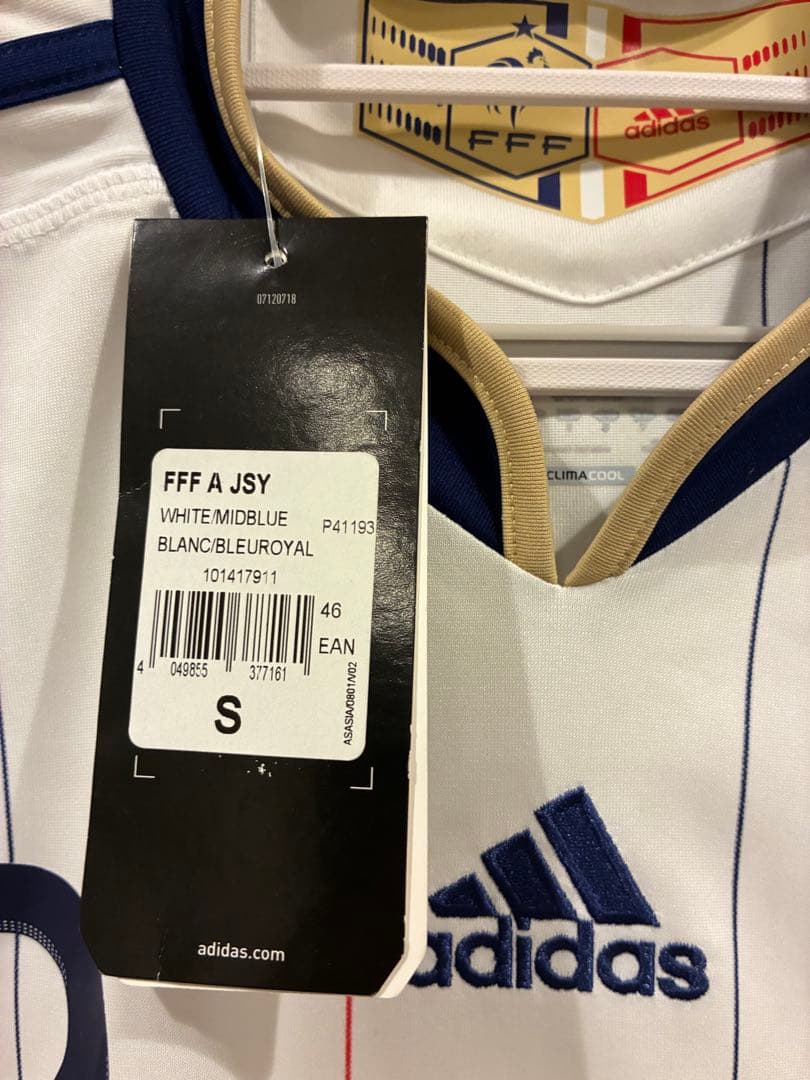 FFF
adidas
07120718
FFF A JSY
WHITE/MIDBLUE
P41193
BLANC/BLEUROYAL
101417911
46
EAN
4 049855 377161
S
ASASIA/0801/V02
adidas.com
CLIMACOOL
adidas